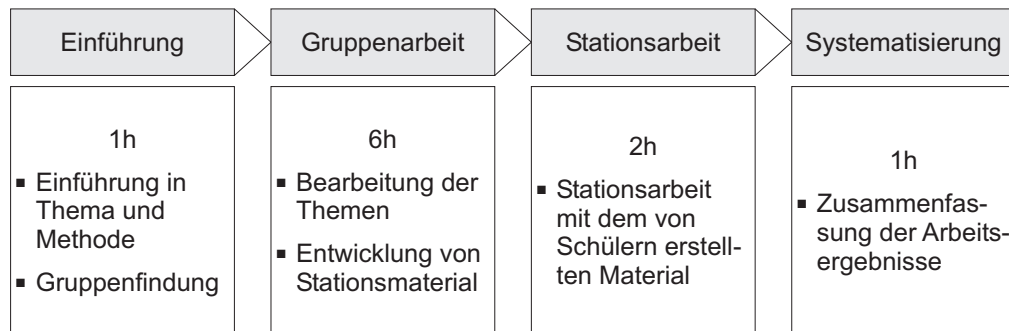 Einführung
Gruppenarbeit
Stationsarbeit
Systematisierung
1h
▪ Einführung in
Thema und
Methode
▪ Gruppenfindung
6h
▪ Bearbeitung der
Themen
▪ Entwicklung von
Stationsmaterial
2h
▪ Stationsarbeit
mit dem von
Schülern erstell-
ten Material
1h
▪ Zusammenfas-
sung der Arbeits-
ergebnisse